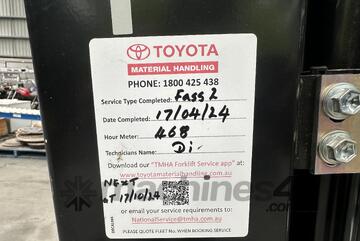 TOYOTA
MATERIAL HANDLING
PHONE: 1800 425 438
Service Type Completed: Fass 2
Date Completed: 17/04/24
Hour Meter: 468
Technicians Name: Di
Download our "TMHA Forklift Service app" at:
www.toyotamaterialhandling.com.au
NEXT
AT 17/10/24
or email your service requirements to:
NationalService@tmha.com.au
PLEASE QUOTE FLEET No. WHEN BOOKING SERVICE